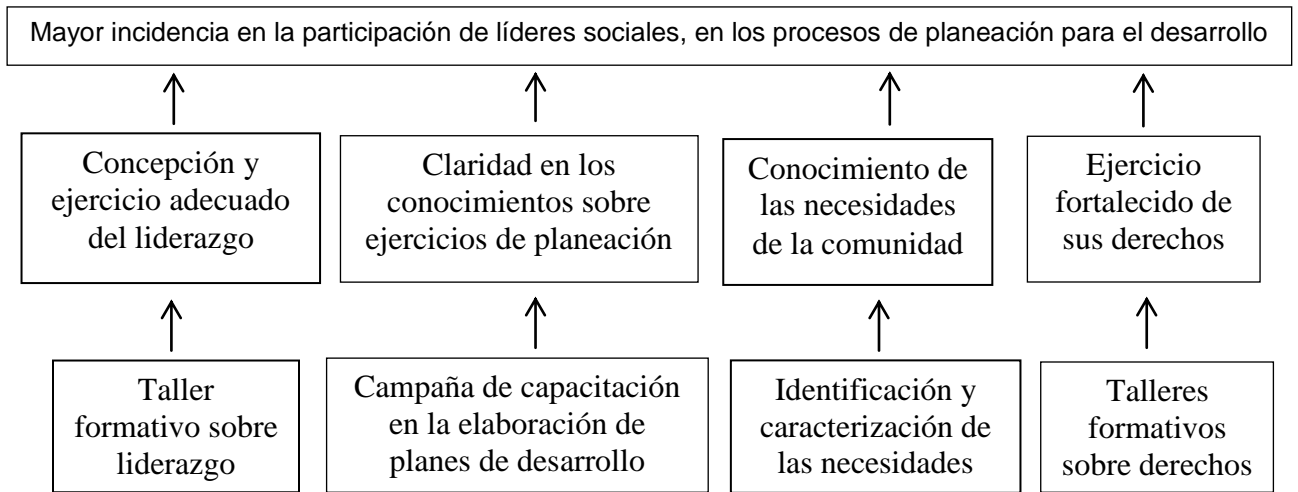 Mayor incidencia en la participación de líderes sociales, en los procesos de planeación para el desarrollo
Concepción y
ejercicio adecuado
del liderazgo
Claridad en los
conocimientos sobre
ejercicios de planeación
Conocimiento de
las necesidades
de la comunidad
Ejercicio
fortalecido de
sus derechos
Taller
formativo sobre
liderazgo
Campaña de capacitación
en la elaboración de
planes de desarrollo
Identificación y
caracterización de
las necesidades
Talleres
formativos
sobre derechos